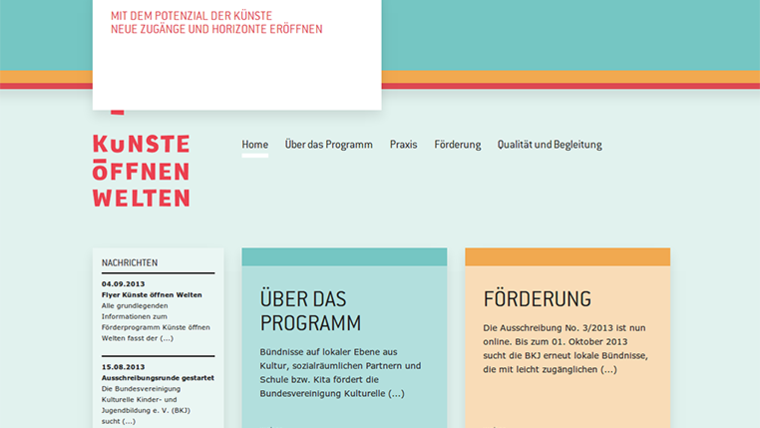 MIT DEM POTENZIAL DER KÜNSTE
NEUE ZUGÄNGE UND HORIZONTE ERÖFFNEN
KÜNSTE
ÖFFNEN
WELTEN
Home Über das Programm Praxis Förderung Qualität und Begleitung
NACHRICHTEN
04.09.2013
Flyer Künste öffnen Welten
Alle grundlegenden
Informationen zum
Förderprogramm Künste öffnen
Welten fasst der (...)
15.08.2013
Ausschreibungsrunde gestartet
Die Bundesvereinigung
Kulturelle Kinder- und
Jugendbildung e. V. (BKJ)
sucht (...)
ÜBER DAS
PROGRAMM
Bündnisse auf lokaler Ebene aus
Kultur, sozialräumlichen Partnern und
Schule bzw. Kita fördert die
Bundesvereinigung Kulturelle (...)
FÖRDERUNG
Die Ausschreibung No. 3/2013 ist nun
online. Bis zum 01. Oktober 2013
sucht die BKJ erneut lokale Bündnisse,
die mit leicht zugänglichen (...)